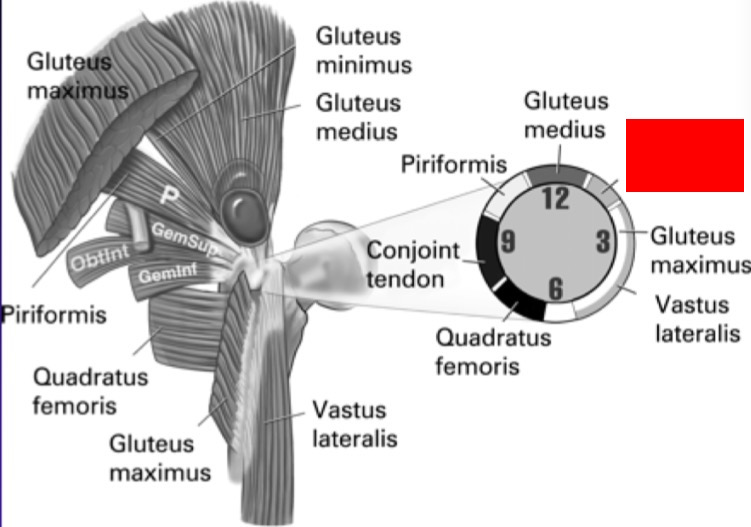 Gluteus
maximus
Gluteus
minimus
Gluteus
medius
P
GemSup
ObtInt
GemInf
Piriformis
Quadratus
femoris
Gluteus
maximus
Vastus
lateralis
Gluteus
medius
Piriformis
12
9
3
6
Conjoint
tendon
Gluteus
maximus
Vastus
lateralis
Quadratus
femoris